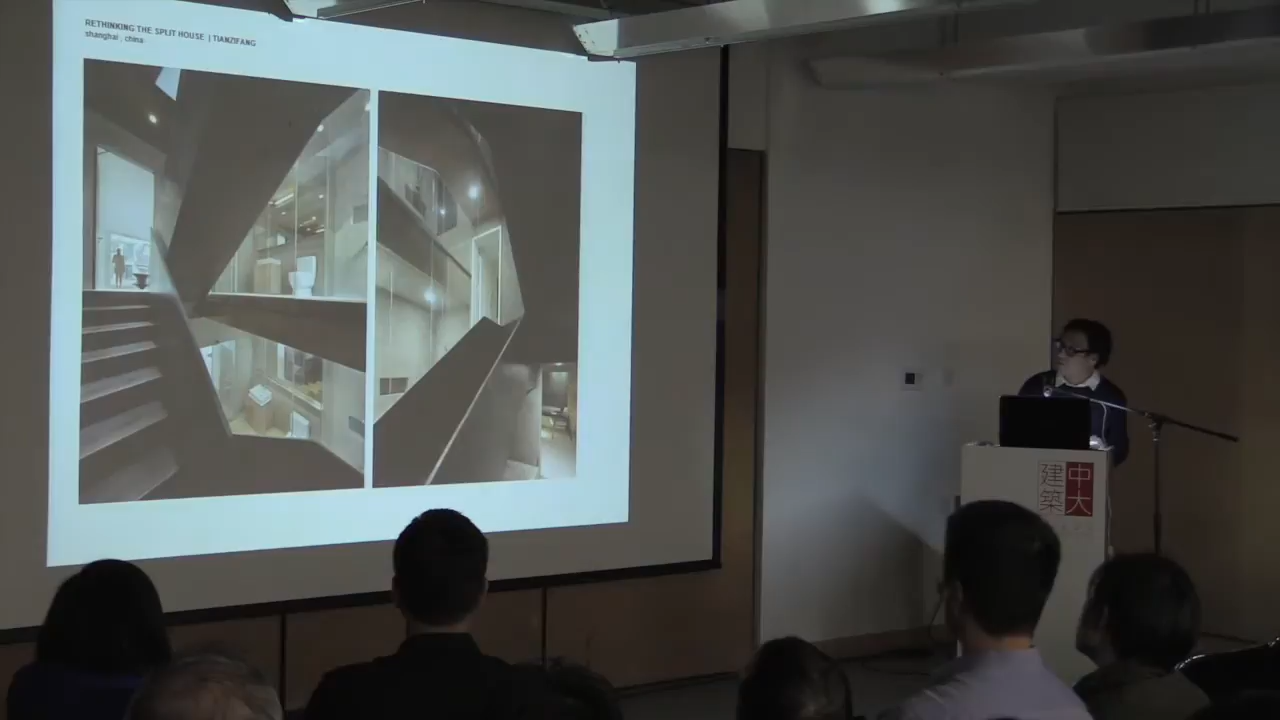 RETHINKING THE SPLIT HOUSE | TIANZIFANG
shanghai , china
建 中
築 大